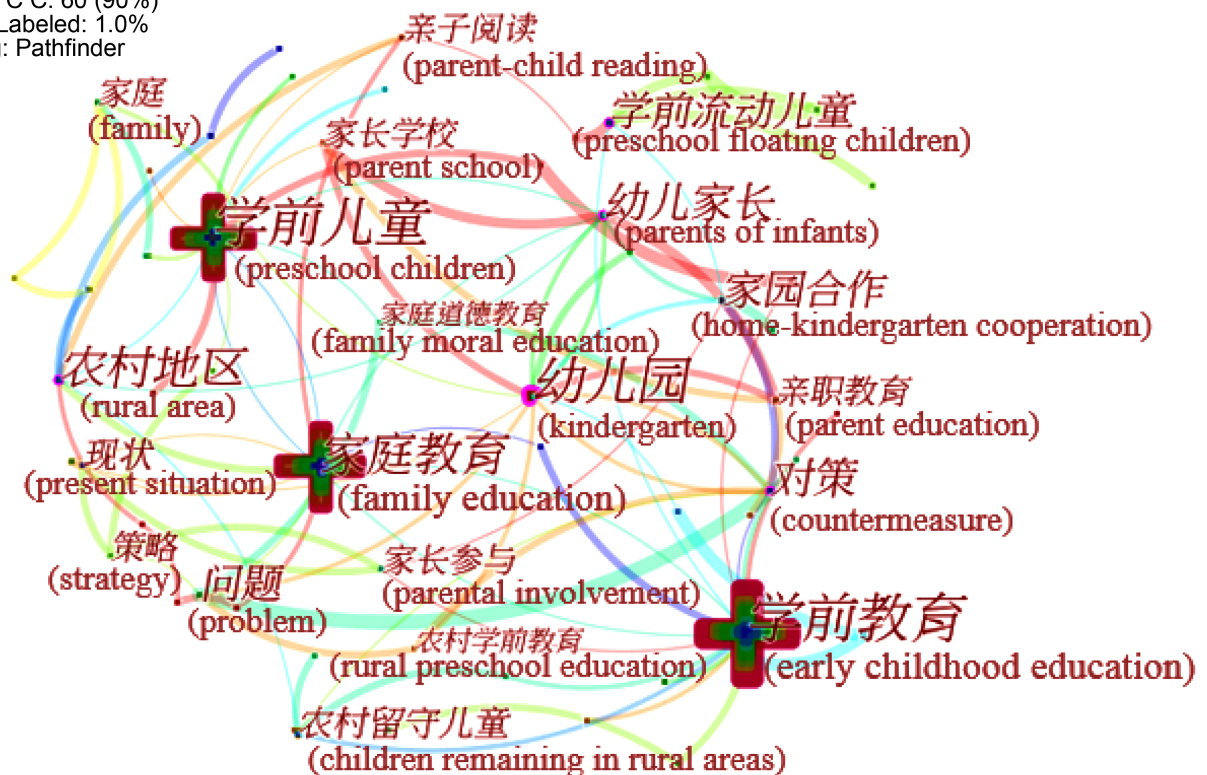 C C: 60 (90%)
Labeled: 1.0%
: Pathfinder
亲子阅读
(parent-child reading)
家庭
(family)
学前流动儿童
(preschool floating children)
家长学校
(parent school)
幼儿家长
(parents of infants)
学前儿童
(preschool children)
家园合作
(home-kindergarten cooperation)
家庭道德教育
(family moral education)
农村地区
(rural area)
幼儿园
(kindergarten)
亲职教育
(parent education)
现状
(present situation)
家庭教育
(family education)
对策
(countermeasure)
策略
(strategy)
家长参与
(parental involvement)
问题
(problem)
学前教育
(early childhood education)
农村学前教育
(rural preschool education)
农村留守儿童
(children remaining in rural areas)